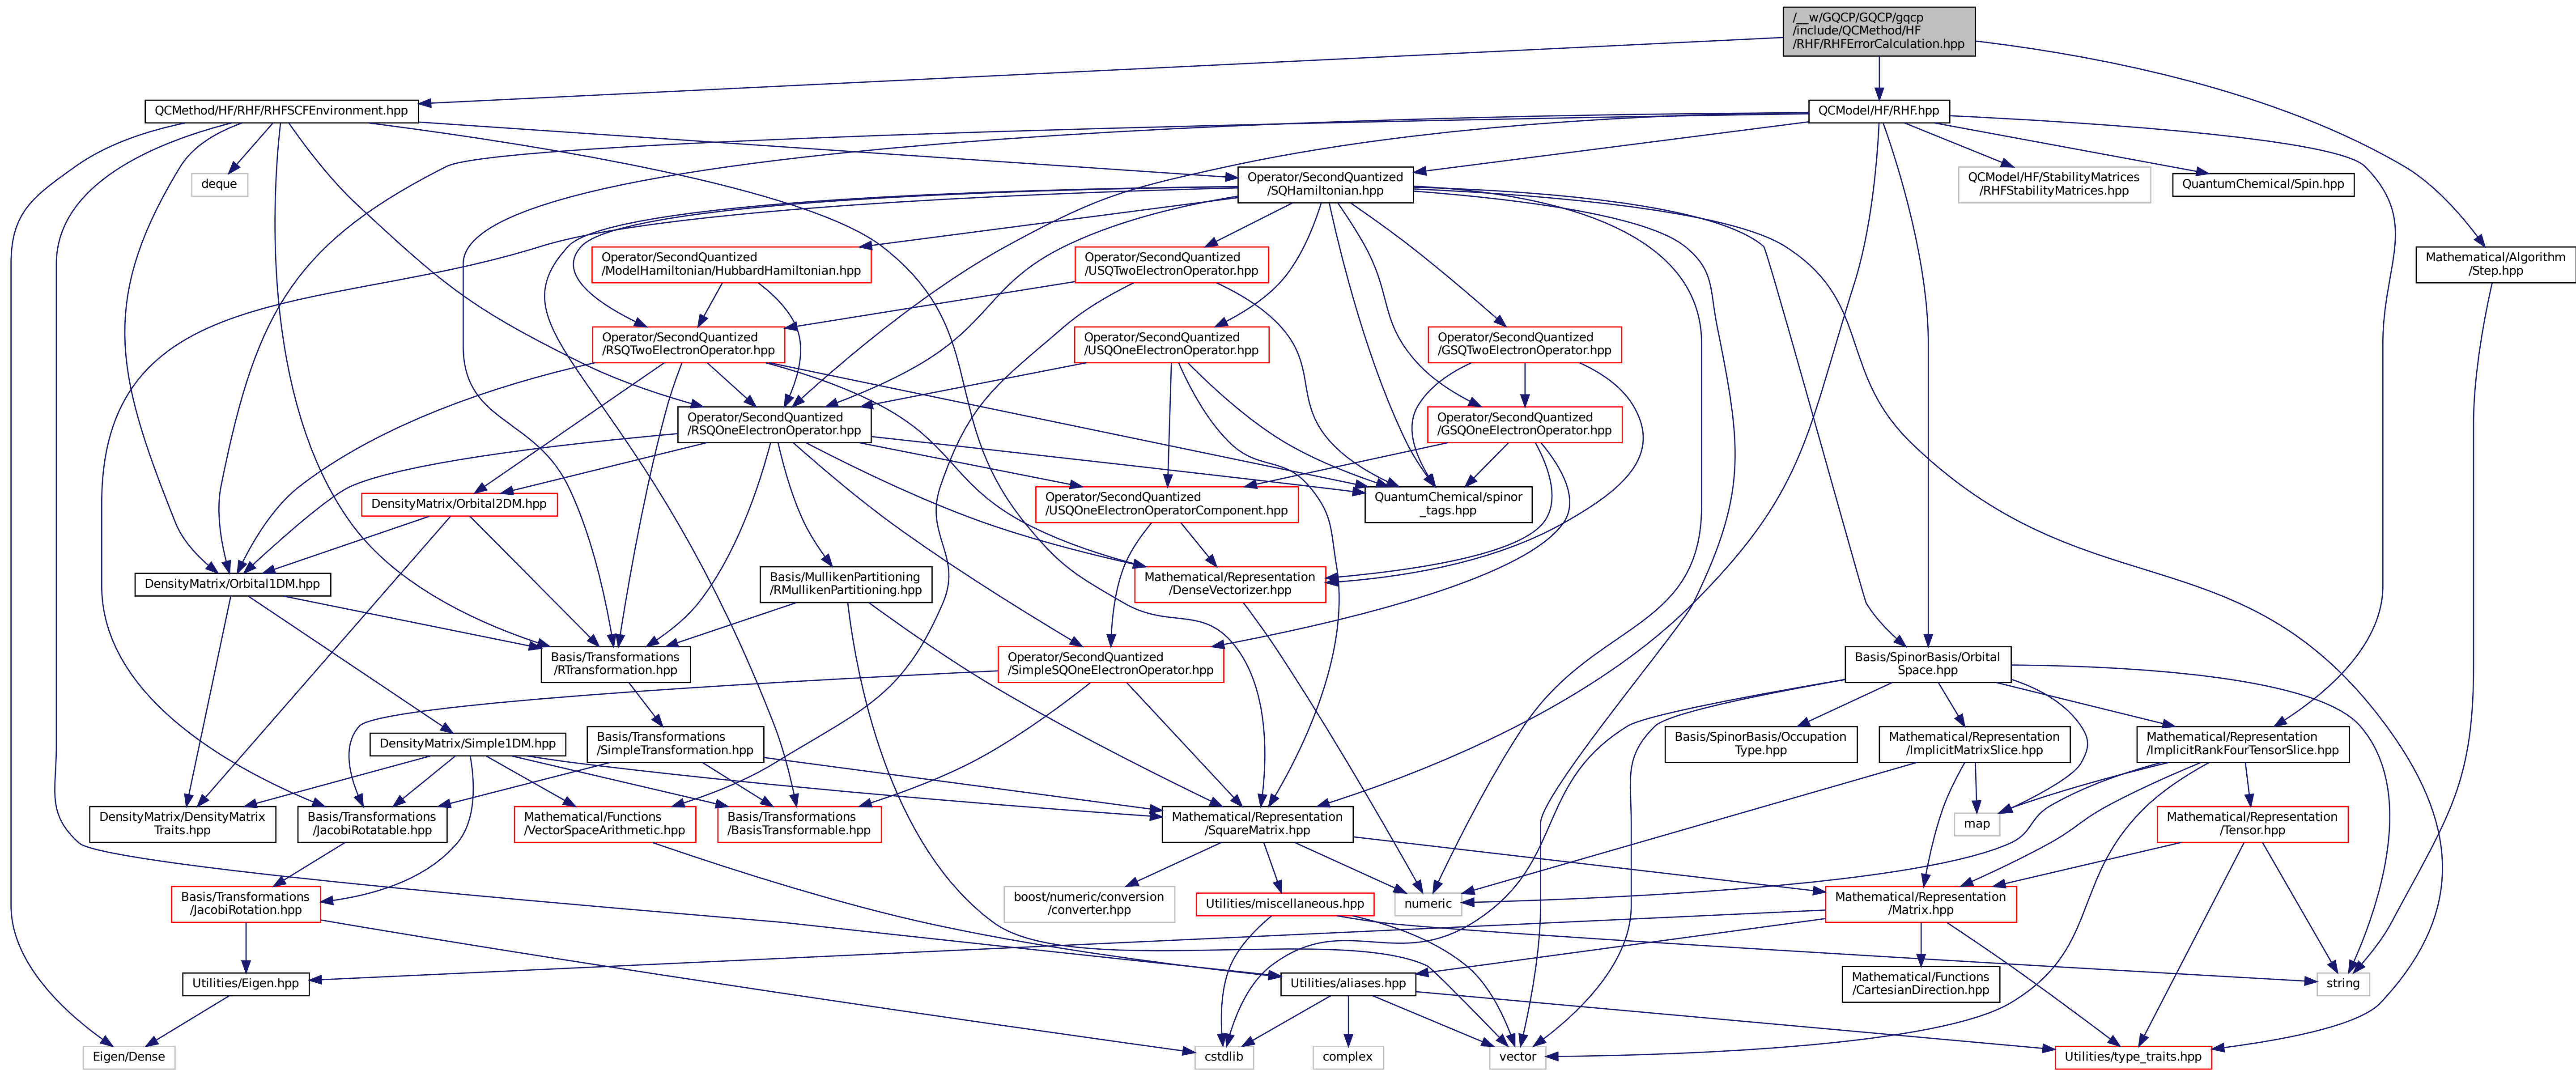 /__w/GQCP/GQCP/gqcp
/include/QCMethod/HF
/RHF/RHFErrorCalculation.hpp
QCMethod/HF/RHF/RHFSCFEnvironment.hpp
QCModel/HF/RHF.hpp
deque
Operator/SecondQuantized
/SQHamiltonian.hpp
QCModel/HF/StabilityMatrices
/RHFStabilityMatrices.hpp
QuantumChemical/Spin.hpp
Operator/SecondQuantized
/ModelHamiltonian/HubbardHamiltonian.hpp
Operator/SecondQuantized
/USQTwoElectronOperator.hpp
Mathematical/Algorithm
/Step.hpp
Operator/SecondQuantized
/RSQTwoElectronOperator.hpp
Operator/SecondQuantized
/USQOneElectronOperator.hpp
Operator/SecondQuantized
/GSQTwoElectronOperator.hpp
Operator/SecondQuantized
/RSQOneElectronOperator.hpp
Operator/SecondQuantized
/GSQOneElectronOperator.hpp
DensityMatrix/Orbital2DM.hpp
Operator/SecondQuantized
/USQOneElectronOperatorComponent.hpp
QuantumChemical/spinor
_tags.hpp
DensityMatrix/Orbital1DM.hpp
Basis/MullikenPartitioning
/RMullikenPartitioning.hpp
Mathematical/Representation
/DenseVectorizer.hpp
Basis/Transformations
/RTransformation.hpp
Operator/SecondQuantized
/SimpleSQOneElectronOperator.hpp
Basis/SpinorBasis/Orbital
Space.hpp
DensityMatrix/Simple1DM.hpp
Basis/Transformations
/SimpleTransformation.hpp
Basis/SpinorBasis/Occupation
Type.hpp
Mathematical/Representation
/ImplicitMatrixSlice.hpp
Mathematical/Representation
/ImplicitRankFourTensorSlice.hpp
DensityMatrix/DensityMatrix
Traits.hpp
Basis/Transformations
/JacobiRotatable.hpp
Mathematical/Functions
/VectorSpaceArithmetic.hpp
Basis/Transformations
/BasisTransformable.hpp
Mathematical/Representation
/SquareMatrix.hpp
map
Mathematical/Representation
/Tensor.hpp
Basis/Transformations
/JacobiRotation.hpp
boost/numeric/conversion
/converter.hpp
Utilities/miscellaneous.hpp
numeric
Mathematical/Representation
/Matrix.hpp
Utilities/Eigen.hpp
Utilities/aliases.hpp
Mathematical/Functions
/CartesianDirection.hpp
string
Eigen/Dense
cstdlib
complex
vector
Utilities/type_traits.hpp